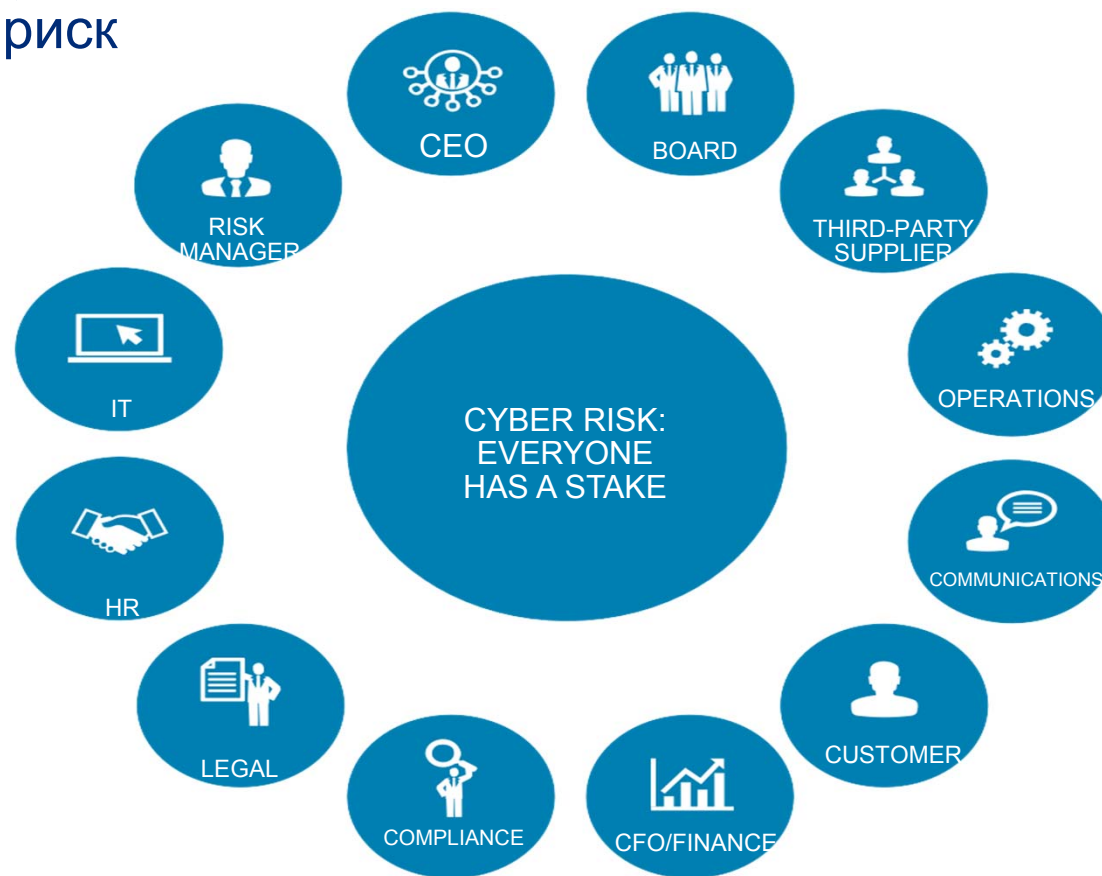 риск
CEO
BOARD
THIRD-PARTY
SUPPLIER
OPERATIONS
COMMUNICATIONS
CUSTOMER
CFO/FINANCE
COMPLIANCE
LEGAL
HR
IT
RISK
MANAGER
CYBER RISK:
EVERYONE
HAS A STAKE